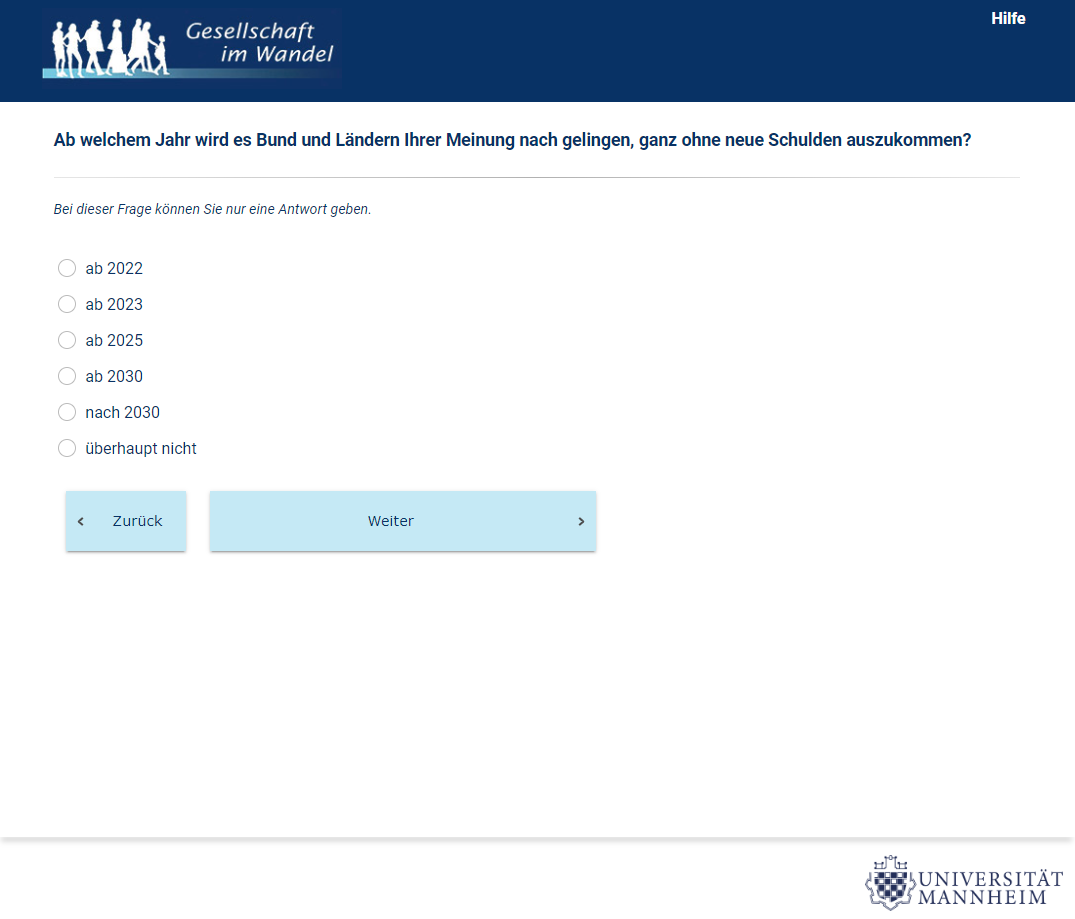 Gesellschaft
im Wandel
Hilfe
Ab welchem Jahr wird es Bund und Ländern Ihrer Meinung nach gelingen, ganz ohne neue Schulden auszukommen?
Bei dieser Frage können Sie nur eine Antwort geben.
ab 2022
ab 2023
ab 2025
ab 2030
nach 2030
überhaupt nicht
Zurück
Weiter
UNIVERSITÄT
MANNHEIM